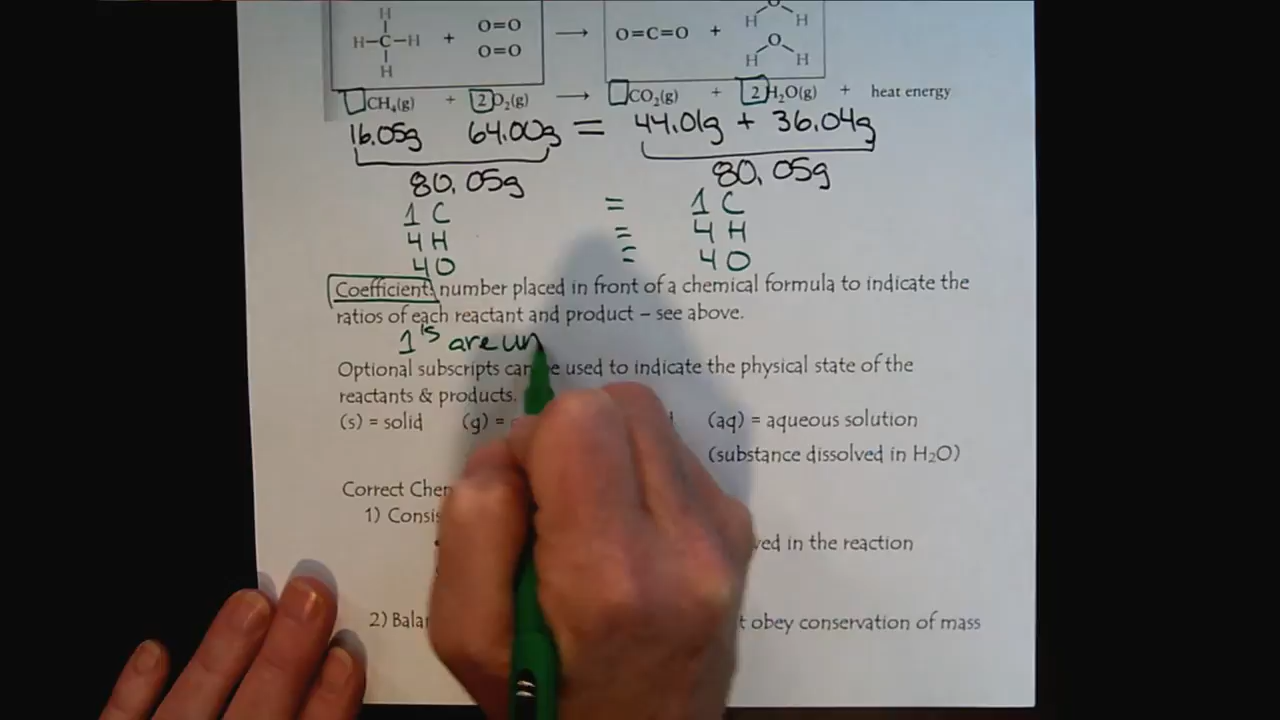 H
H–C–H + O=O → O=C=O + H O H
O=O
H H O H
CH₄(g) + 2 O₂(g) → CO₂(g) + 2 H₂O(g) + heat energy
16.05g 64.00g = 44.01g + 36.04g
80.05g 80.05g
1 C = 1 C
4 H = 4 H
4 O = 4 O
Coefficient: number placed in front of a chemical formula to indicate the
ratios of each reactant and product – see above.
1's are un
Optional subscripts can be used to indicate the physical state of the
reactants & products.
(s) = solid (g) = (aq) = aqueous solution
(substance dissolved in H₂O)
Correct
1)
in the reaction
2) obey conservation of mass